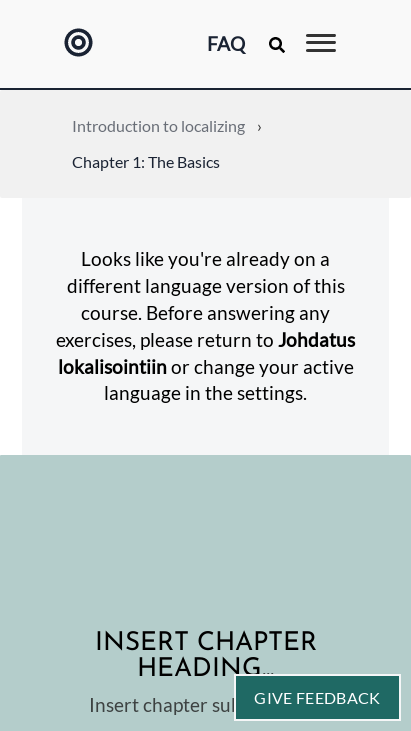 FAQ
Introduction to localizing ›
Chapter 1: The Basics
Looks like you're already on a
different language version of this
course. Before answering any
exercises, please return to Johdatus
lokalisointiin or change your active
language in the settings.
INSERT CHAPTER
HEADING...
Insert chapter
GIVE FEEDBACK